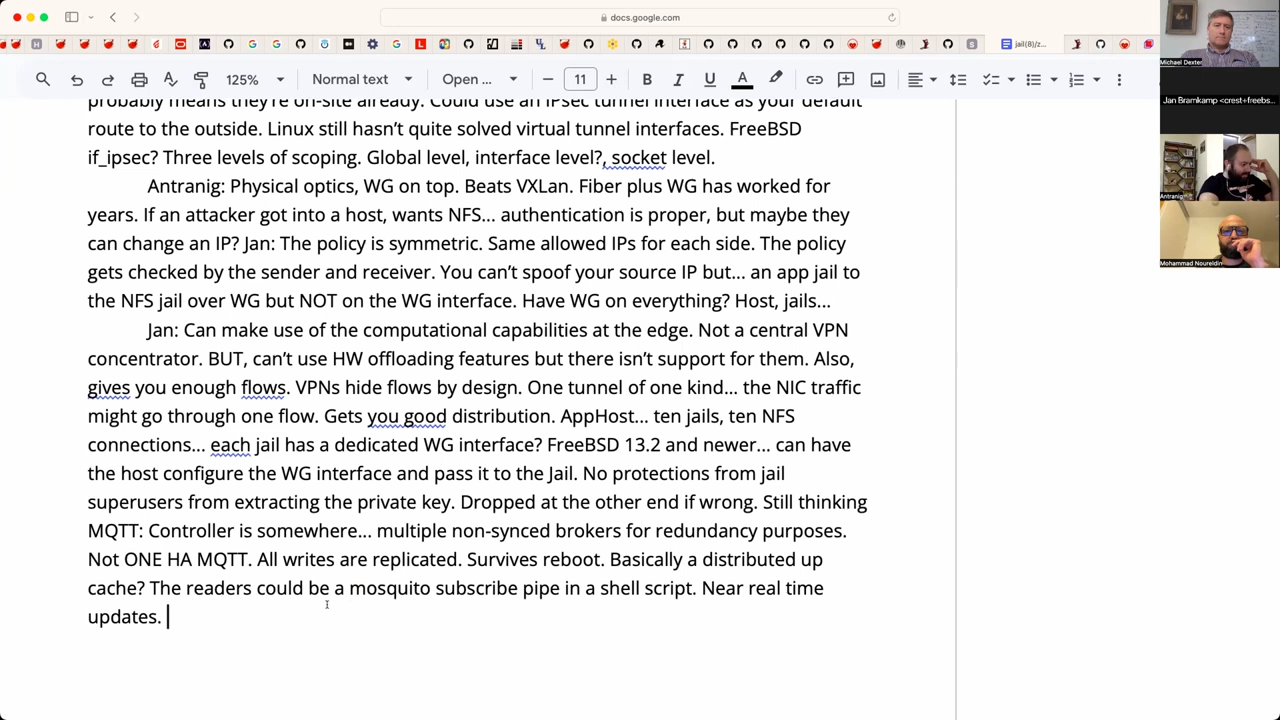 docs.google.com
jail(8)/z...
125%
Normal text
Open ...
11
probably means they're on-site already. Could use an IPsec tunnel interface as your default
route to the outside. Linux still hasn't quite solved virtual tunnel interfaces. FreeBSD
if_ipsec? Three levels of scoping. Global level, interface level?, socket level.
Antranig: Physical optics, WG on top. Beats VXLan. Fiber plus WG has worked for
years. If an attacker got into a host, wants NFS... authentication is proper, but maybe they
can change an IP? Jan: The policy is symmetric. Same allowed IPs for each side. The policy
gets checked by the sender and receiver. You can't spoof your source IP but... an app jail to
the NFS jail over WG but NOT on the WG interface. Have WG on everything? Host, jails...
Jan: Can make use of the computational capabilities at the edge. Not a central VPN
concentrator. BUT, can't use HW offloading features but there isn't support for them. Also,
gives you enough flows. VPNs hide flows by design. One tunnel of one kind... the NIC traffic
might go through one flow. Gets you good distribution. AppHost... ten jails, ten NFS
connections... each jail has a dedicated WG interface? FreeBSD 13.2 and newer... can have
the host configure the WG interface and pass it to the Jail. No protections from jail
superusers from extracting the private key. Dropped at the other end if wrong. Still thinking
MQTT: Controller is somewhere... multiple non-synced brokers for redundancy purposes.
Not ONE HA MQTT. All writes are replicated. Survives reboot. Basically a distributed up
cache? The readers could be a mosquito subscribe pipe in a shell script. Near real time
updates.
Michael Dexter
Jan Bramkamp <crest+freebs...
Antranig
Mohammad Noureldin